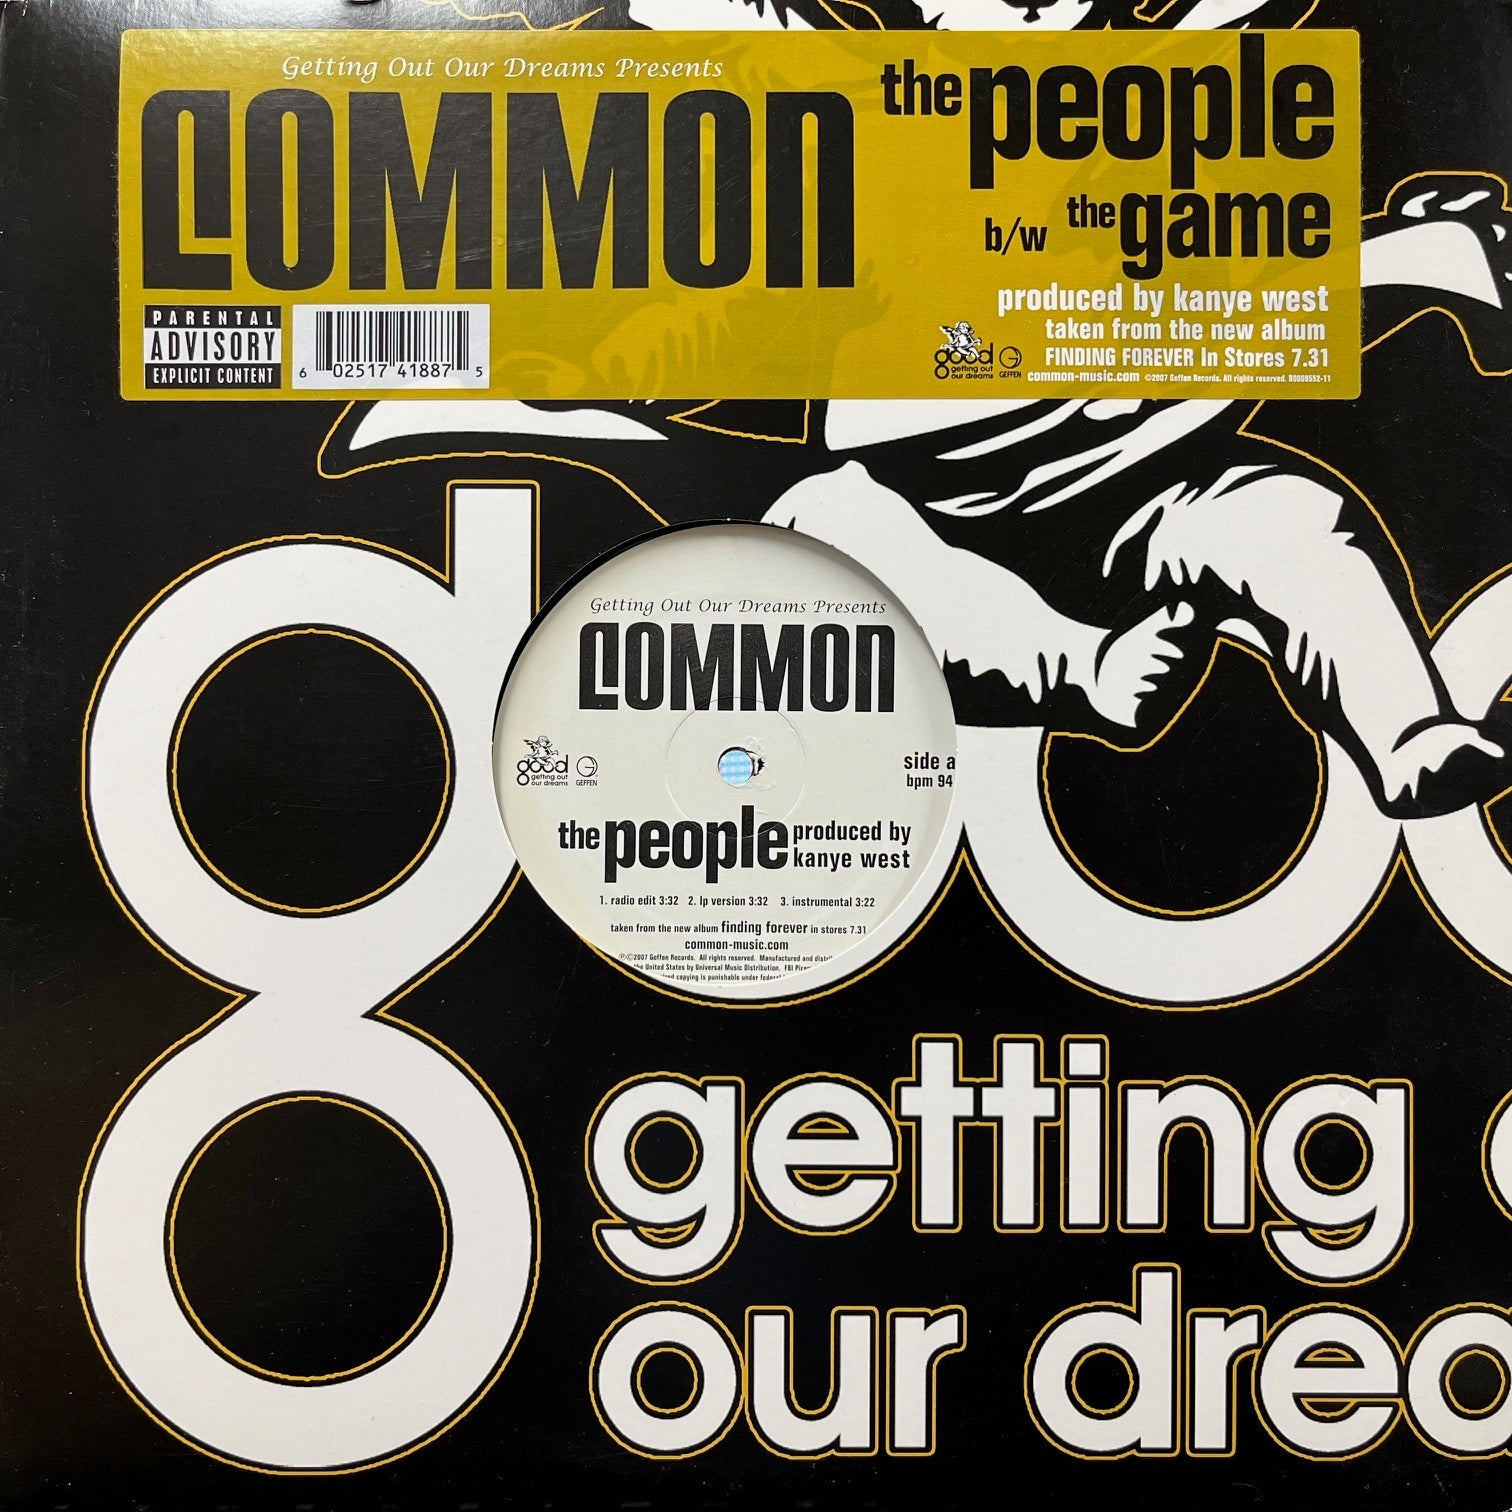 Getting Out Our Dreams Presents
COMMON
the people
b/w the game
produced by kanye west
taken from the new album
FINDING FOREVER In Stores 7.31
common-music.com ©2007 Geffen Records. All rights reserved. B0009552-11
good
getting out
our dreams
GEFFEN
PARENTAL
ADVISORY
EXPLICIT CONTENT
6 02517 41887 5
Getting Out Our Dreams Presents
COMMON
good
getting out
our dreams
GEFFEN
side a
bpm 94
the people produced by
kanye west
1. radio edit 3:32 2. lp version 3:32 3. instrumental 3:22
taken from the new album finding forever in stores 7.31
common-music.com
℗©2007 Geffen Records. All rights reserved. Manufactured and
United States by Universal Music Distribution. FBI
copying is punishable under
getting
our